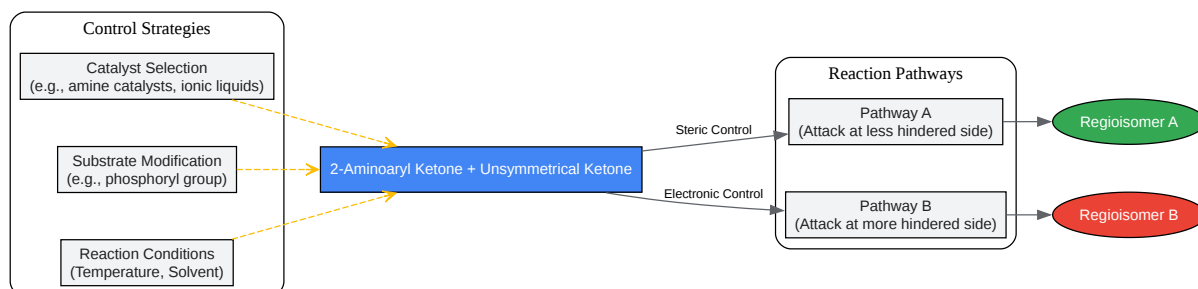 Control Strategies
Catalyst Selection
(e.g., amine catalysts, ionic liquids)
Substrate Modification
(e.g., phosphoryl group)
Reaction Conditions
(Temperature, Solvent)
2-Aminoaryl Ketone + Unsymmetrical Ketone
Steric Control
Electronic Control
Reaction Pathways
Pathway A
(Attack at less hindered side)
Pathway B
(Attack at more hindered side)
Regioisomer A
Regioisomer B